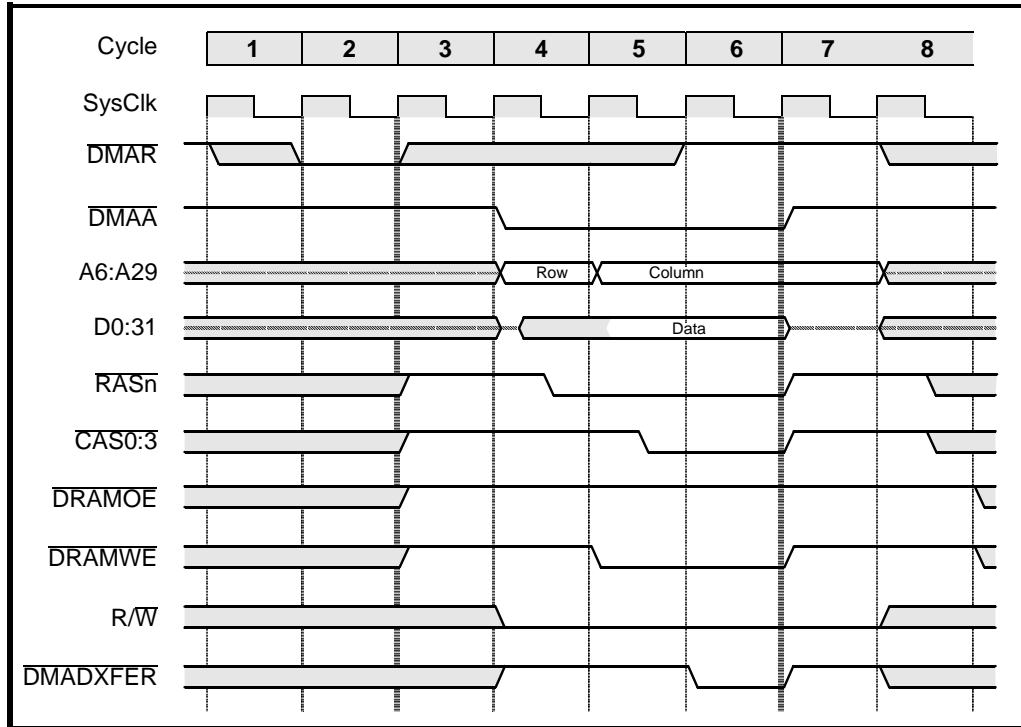 Cycle 1 2 3 4 5 6 7 8
SysClk
DMAR
DMAA
A6:A29 Row Column
D0:31 Data
RASn
CAS0:3
DRAMOE
DRAMWE
R/W
DMADXFER